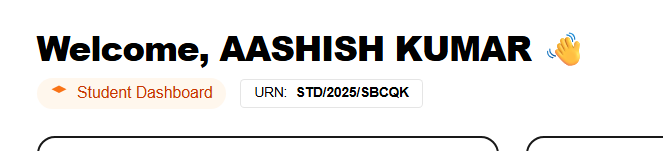 Welcome, AASHISH KUMAR 👋
Student Dashboard URN: STD/2025/SBCQK